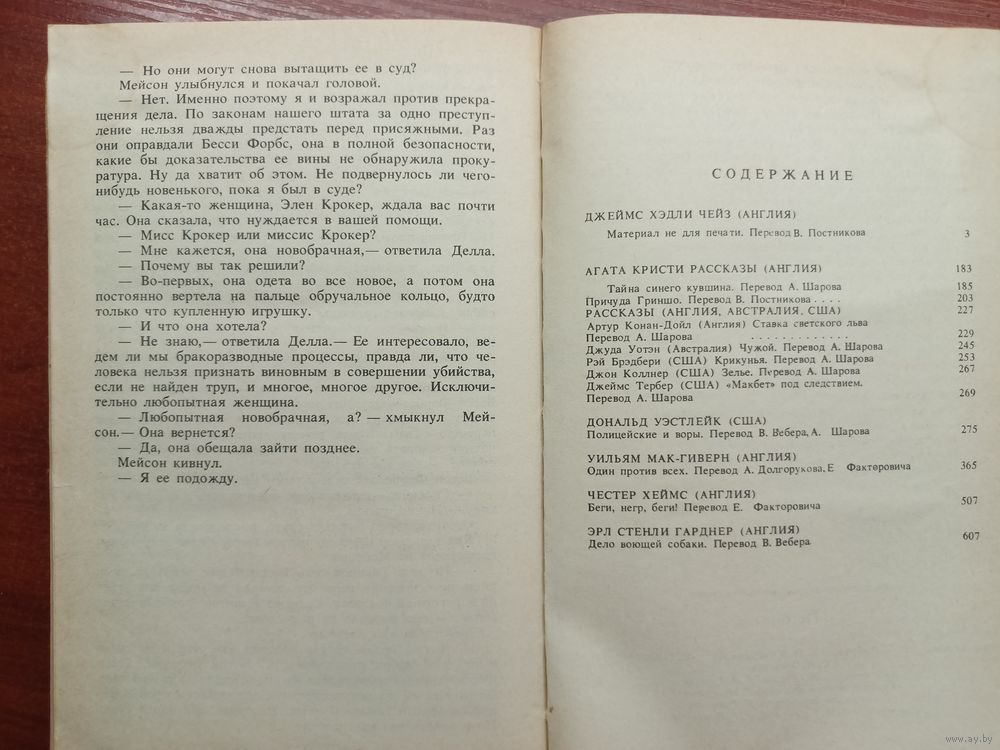 — Но они могут снова вытащить ее в суд?
Мейсон улыбнулся и покачал головой.
— Нет. Именно поэтому я и возражал против прекра-
щения дела. По законам нашего штата за одно преступ-
ление нельзя дважды предстать перед присяжными. Раз
они оправдали Бесси Форбс, она в полной безопасности,
какие бы доказательства ее вины не обнаружила проку-
ратура. Ну да хватит об этом. Не подвернулось ли чего-
нибудь новенького, пока я был в суде?
— Какая-то женщина, Элен Крокер, ждала вас почти
час. Она сказала, что нуждается в вашей помощи.
— Мисс Крокер или миссис Крокер?
— Мне кажется, она новобрачная,— ответила Делла.
— Почему вы так решили?
— Во-первых, она одета во все новое, а потом она
постоянно вертела на пальце обручальное кольцо, будто
только что купленную игрушку.
— И что она хотела?
— Не знаю,— ответила Делла.— Ее интересовало, ве-
дем ли мы бракоразводные процессы, правда ли, что че-
ловека нельзя признать виновным в совершении убийства,
если не найден труп, и многое, многое другое. Исключи-
тельно любопытная женщина.
— Любопытная новобрачная, а? — хмыкнул Мей-
сон.— Она вернется?
— Да, она обещала зайти позднее.
Мейсон кивнул.
— Я ее подожду.
СОДЕРЖАНИЕ
ДЖЕЙМС ХЭДЛИ ЧЕЙЗ (АНГЛИЯ)
Материал не для печати. Перевод В. Постникова 3
АГАТА КРИСТИ РАССКАЗЫ (АНГЛИЯ) 183
Тайна синего кувшина. Перевод А. Шарова 185
Причуда Гриншо. Перевод В. Постникова . . . . 203
РАССКАЗЫ (АНГЛИЯ, АВСТРАЛИЯ, США) 227
Артур Конан-Дойл (Англия) Ставка светского льва
Перевод А. Шарова . . . . . . . . . . . . . 229
Джуда Уотэн (Австралия) Чужой. Перевод А. Шарова 245
Рэй Брэдбери (США) Крикунья. Перевод А. Шарова 253
Джон Коллнер (США) Зелье. Перевод А. Шарова 267
Джеймс Тербер (США) «Макбет» под следствием.
Перевод А. Шарова 269
ДОНАЛЬД УЭСТЛЕЙК (США)
Полицейские и воры. Перевод В. Вебера, А. Шарова 275
УИЛЬЯМ МАК-ГИВЕРН (АНГЛИЯ)
Один против всех. Перевод А. Долгорукова, Е Факторовича 365
ЧЕСТЕР ХЕЙМС (АНГЛИЯ)
Беги, негр, беги! Перевод Е. Факторовича 507
ЭРЛ СТЕНЛИ ГАРДНЕР (АНГЛИЯ)
Дело воющей собаки. Перевод В. Вебера 607
www.ay.by